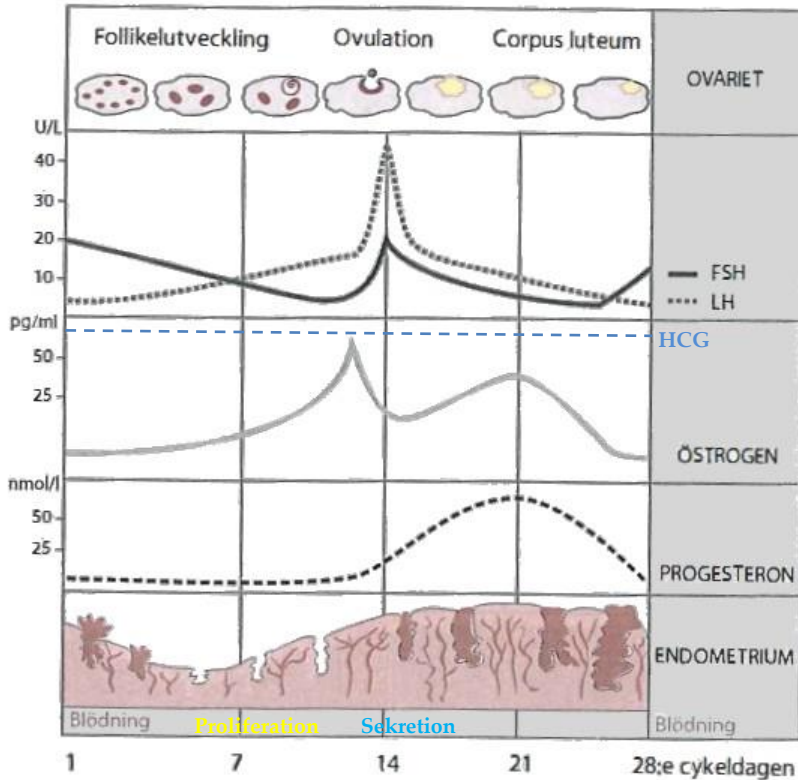 Follikelutveckling Ovulation Corpus luteum
OVARIET
U/L
40
30
20
10
FSH
LH
pg/ml
HCG
50
25
ÖSTROGEN
nmol/l
50
25
PROGESTERON
ENDOMETRIUM
Blödning Proliferation Sekretion Blödning
1 7 14 21 28:e cykeldagen